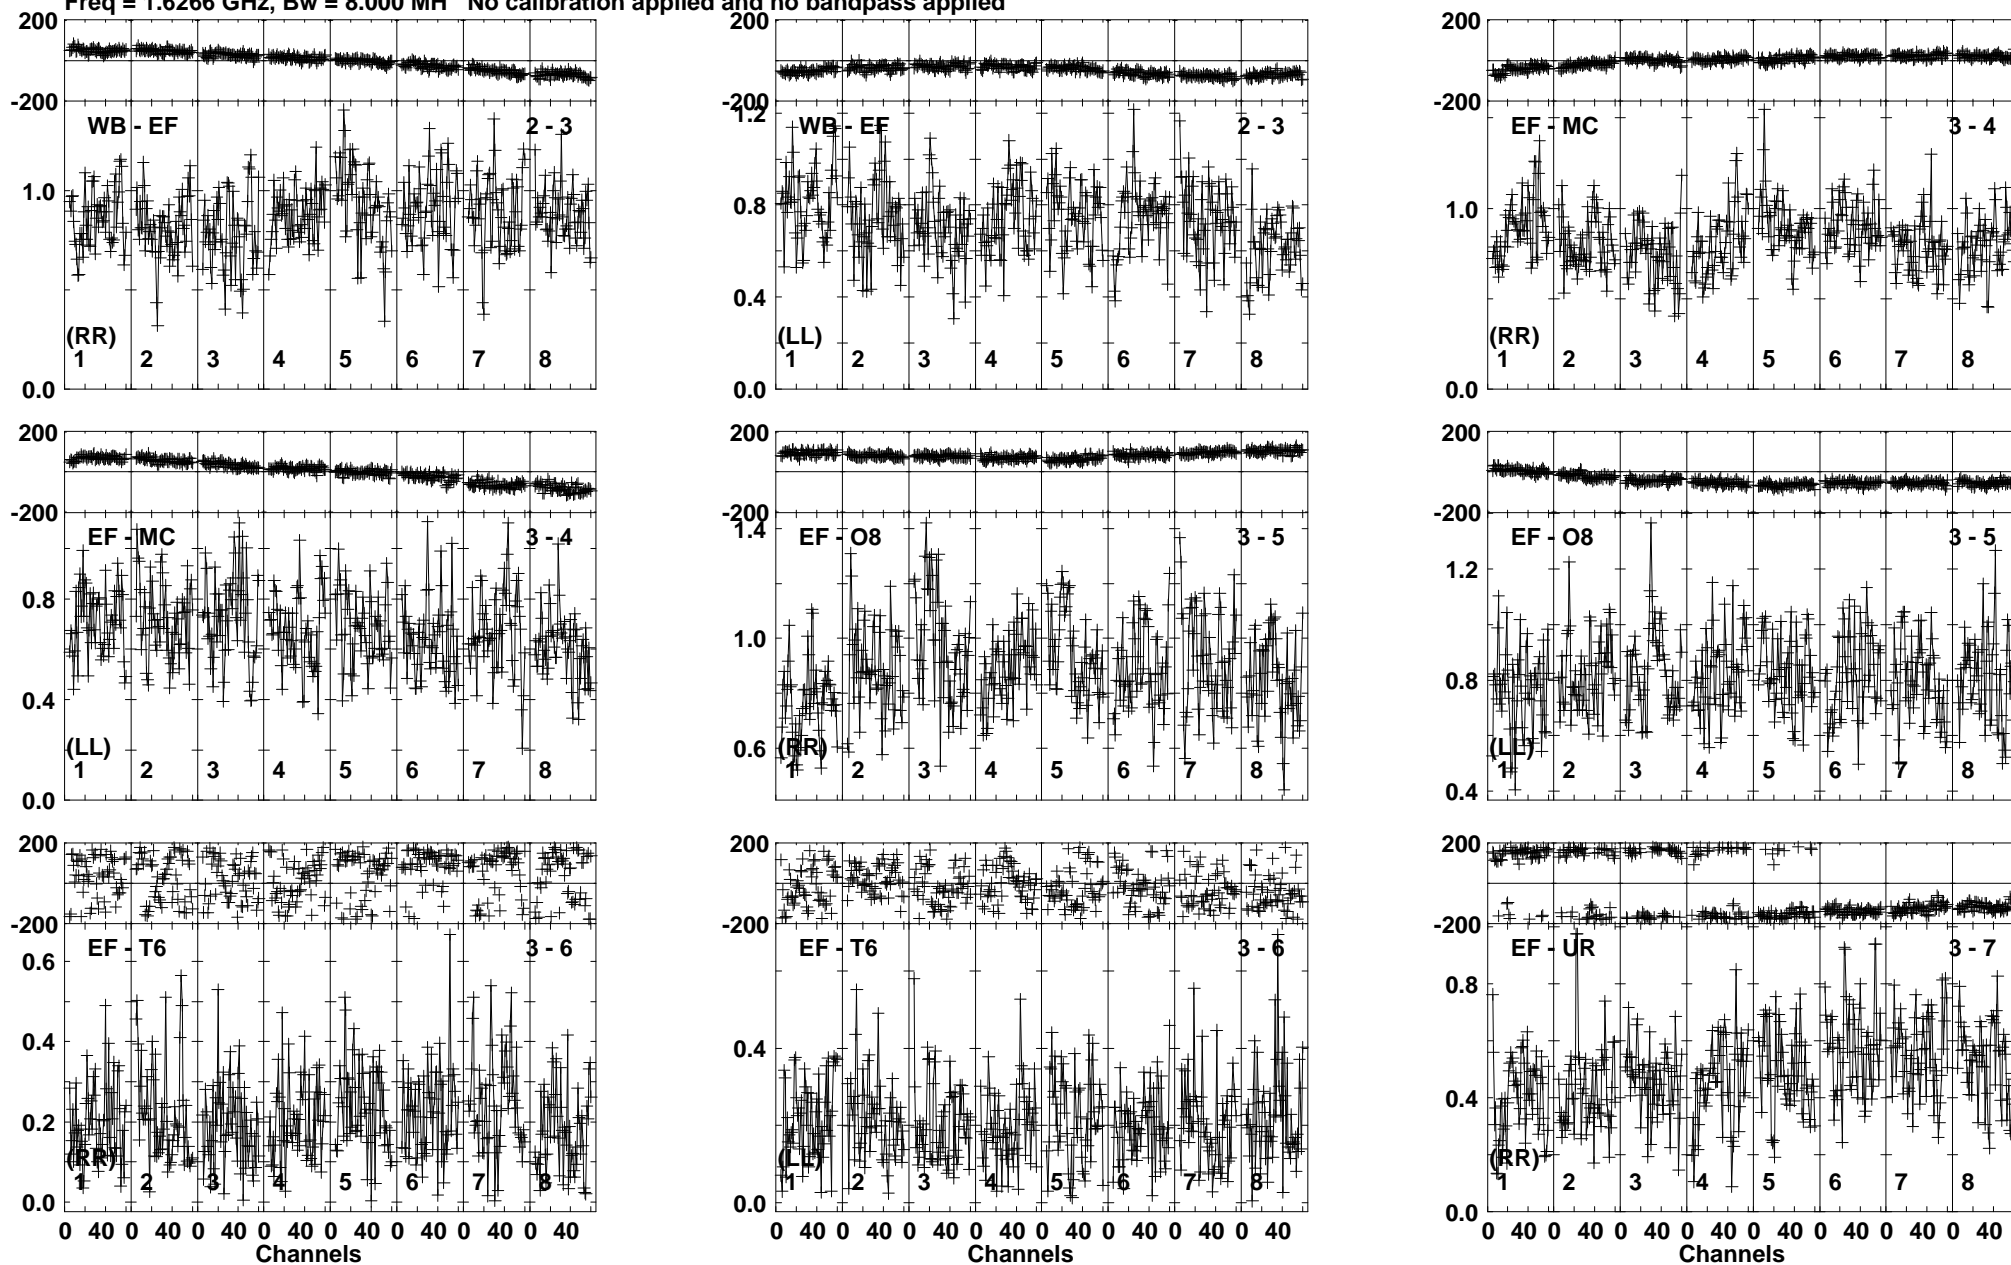 Freq = 1.6266 GHz, Bw = 8.000 MH No calibration applied and no bandpass applied
200 200 200
-200 -200 -200
WB - EF 2 - 3 WB - EF 2 - 3 EF - MC 3 - 4
1.2
1.0 0.8 1.0
0.4
(RR) (LL) (RR)
1 2 3 4 5 6 7 8 1 2 3 4 5 6 7 8 1 2 3 4 5 6 7 8
0.0 0.0 0.0
200 200 200
-200 -200 -200
EF - MC 3 - 4 EF - O8 3 - 5 EF - O8 3 - 5
1.4
1.2
0.8 1.0 0.8
0.4 0.6
(LL) (RR) (LL)
1 2 3 4 5 6 7 8 1 2 3 4 5 6 7 8 1 2 3 4 5 6 7 8
0.0 0.4
200 200 200
-200 -200 -200
EF - T6 3 - 6 EF - T6 3 - 6 EF - UR 3 - 7
0.6 0.8
0.4 0.4 0.4
0.2
(RR) (LL) (RR)
1 2 3 4 5 6 7 8 1 2 3 4 5 6 7 8 1 2 3 4 5 6 7 8
0.0 0.0 0.0
0 40 0 40 0 40 0 40 0 40 0 40 0 40 0 40 0 40 0 40 0 40 0 40 0 40 0 40 0 40 0 40 0 40 0 40 0 40 0 40 0 40 0 40 0 40 0 40
Channels Channels Channels